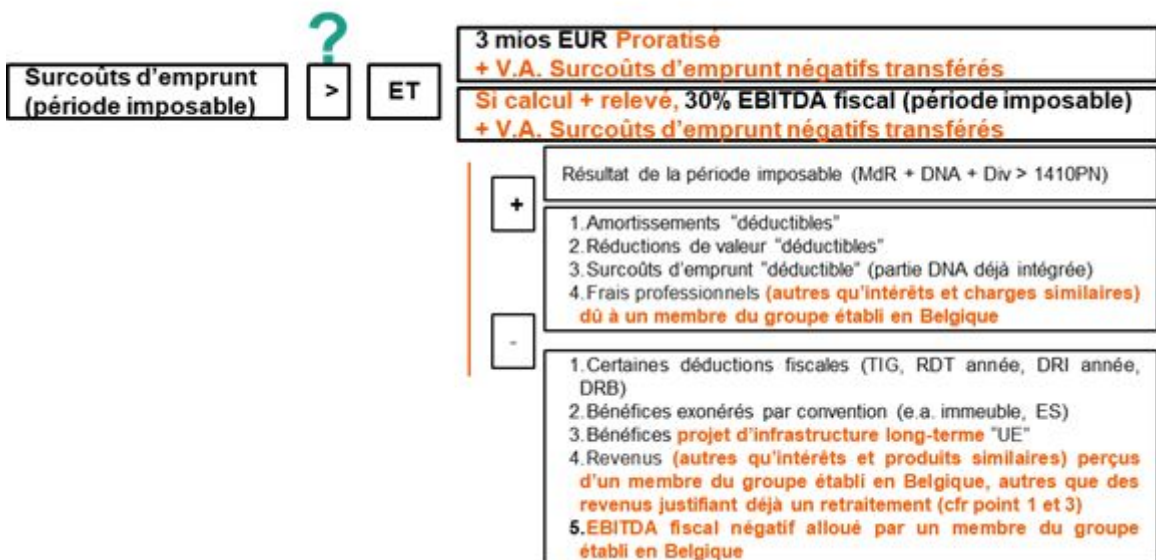 ?
3 mios EUR Proratisé
+ V.A. Surcoûts d'emprunt négatifs transférés
Surcoûts d'emprunt
(période imposable)
>
ET
Si calcul + relevé, 30% EBITDA fiscal (période imposable)
+ V.A. Surcoûts d'emprunt négatifs transférés
+
Résultat de la période imposable (MdR + DNA + Div > 1410PN)
1. Amortissements "déductibles"
2. Réductions de valeur "déductibles"
3. Surcoûts d'emprunt "déductible" (partie DNA déjà intégrée)
4. Frais professionnels (autres qu'intérêts et charges similaires)
dû à un membre du groupe établi en Belgique
-
1. Certaines déductions fiscales (TIG, RDT année, DRI année,
DRB)
2. Bénéfices exonérés par convention (e.a. immeuble, ES)
3. Bénéfices projet d'infrastructure long-terme "UE"
4. Revenus (autres qu'intérêts et produits similaires) perçus
d'un membre du groupe établi en Belgique, autres que des
revenus justifiant déjà un retraitement (cfr point 1 et 3)
5. EBITDA fiscal négatif alloué par un membre du groupe
établi en Belgique